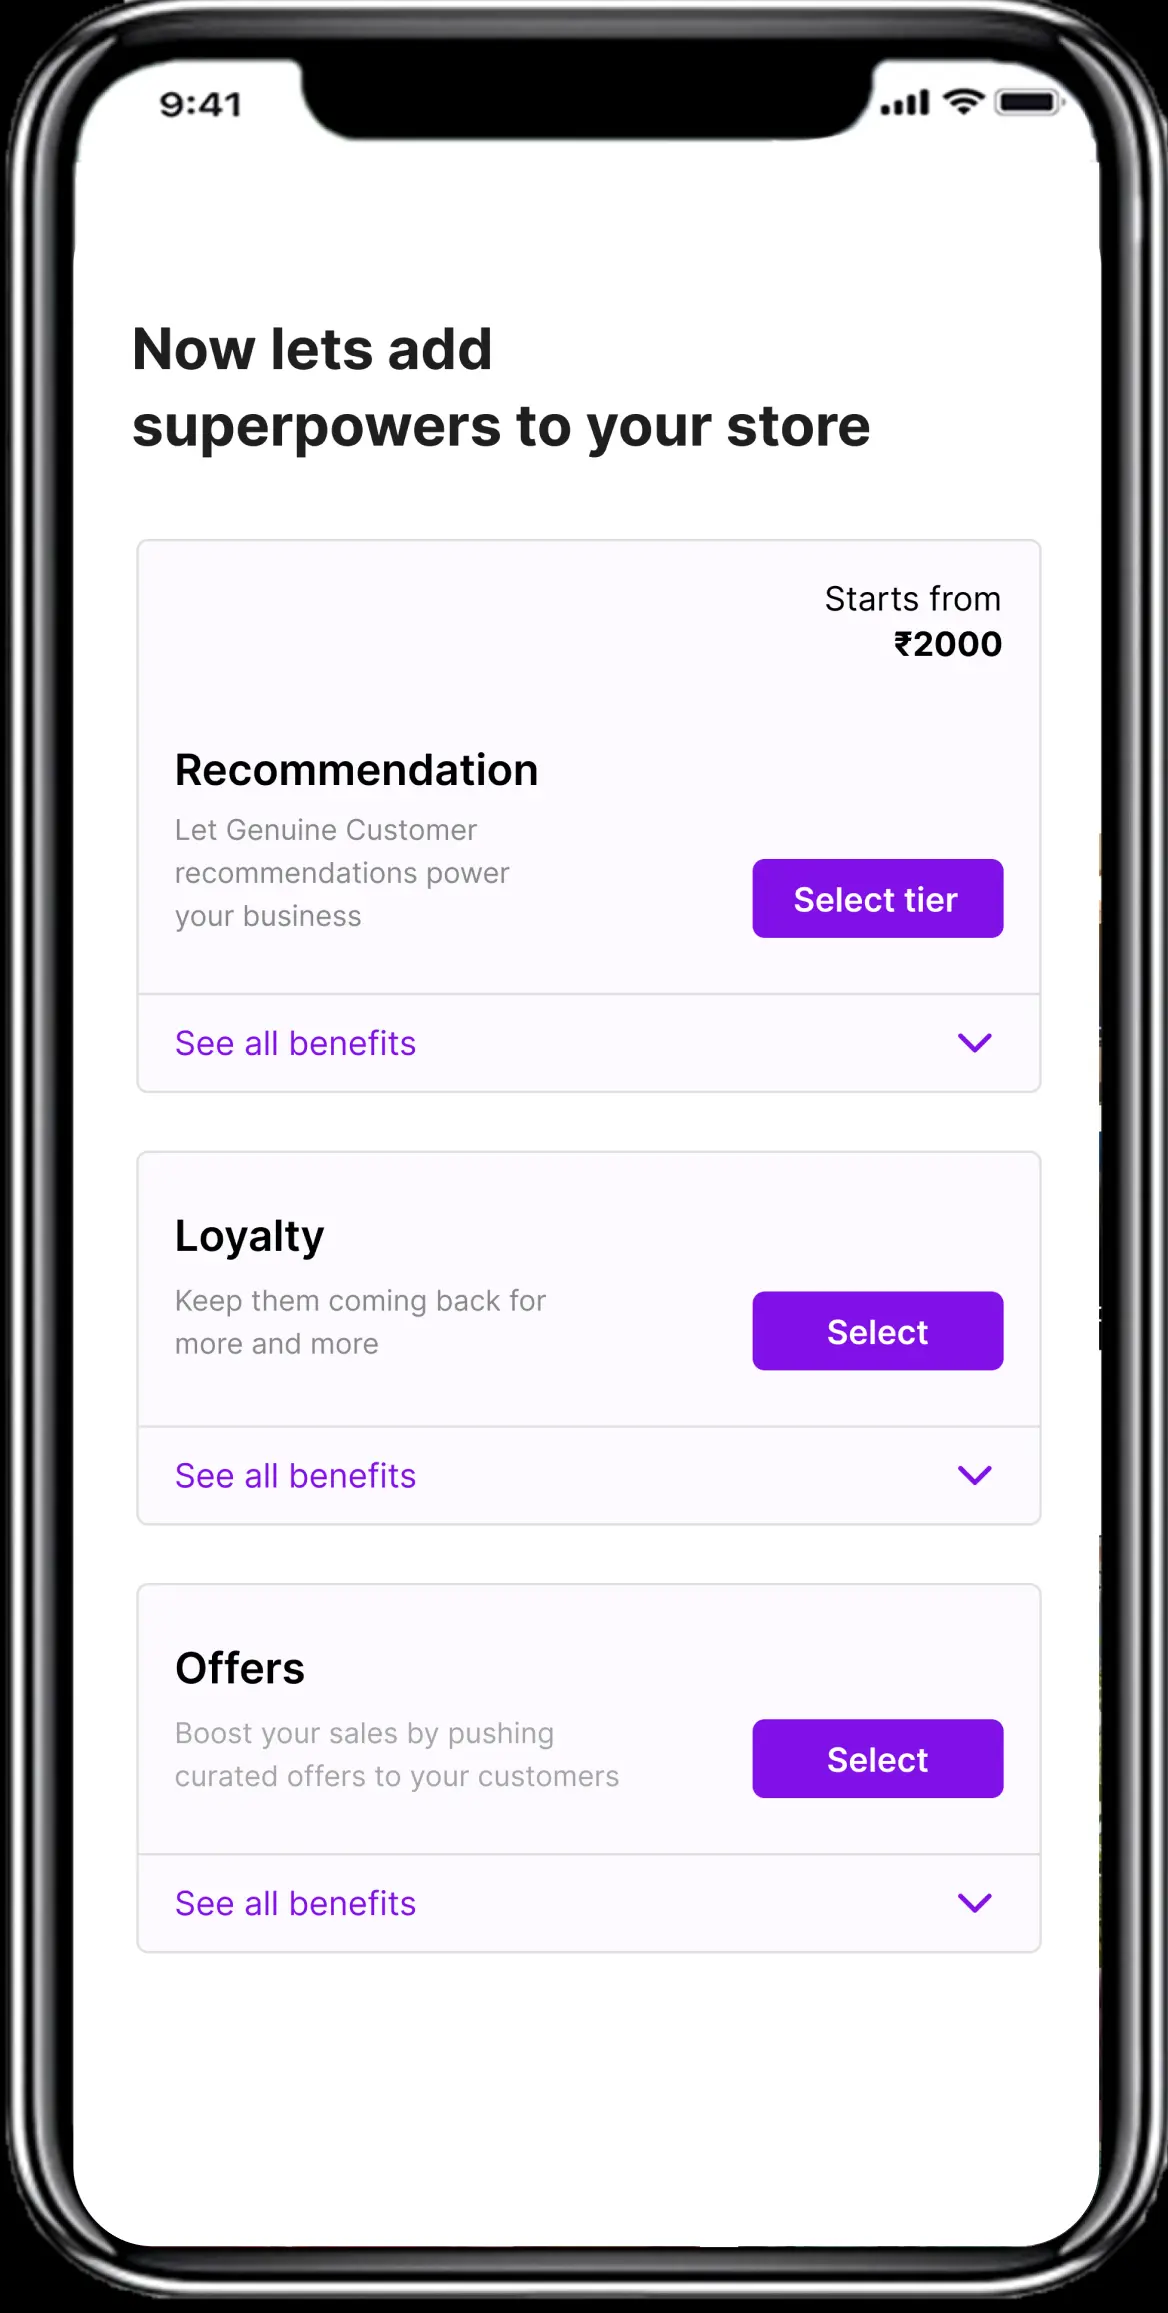 9:41
Now lets add
superpowers to your store
Starts from
₹2000
Recommendation
Let Genuine Customer
recommendations power
your business
Select tier
See all benefits
Loyalty
Keep them coming back for
more and more
Select
See all benefits
Offers
Boost your sales by pushing
curated offers to your customers
Select
See all benefits